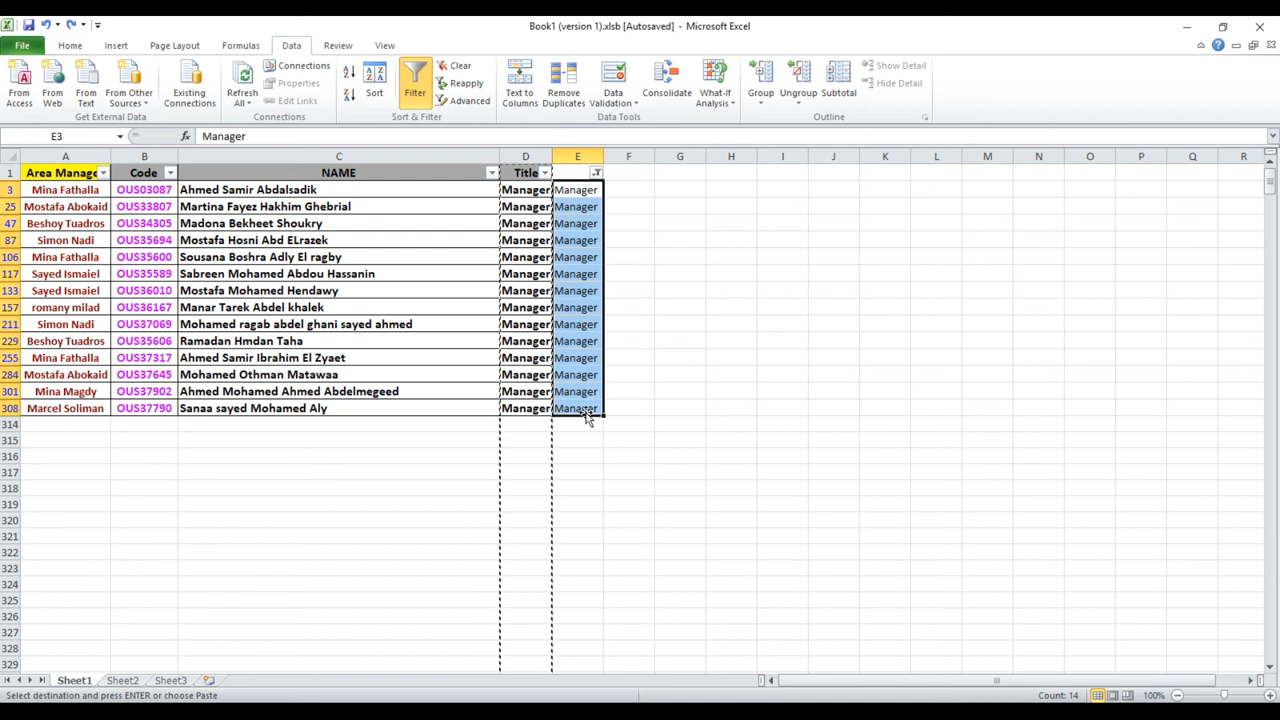 Book1 (version 1).xlsb [Autosaved] - Microsoft Excel
File Home Insert Page Layout Formulas Data Review View
From Access
From Web
From Text
From Other Sources
Existing Connections
Get External Data
Refresh All
Connections
Properties
Edit Links
Connections
Sort
Filter
Clear
Reapply
Advanced
Sort & Filter
Text to Columns
Remove Duplicates
Data Validation
Consolidate
What-If Analysis
Data Tools
Group
Ungroup
Subtotal
Show Detail
Hide Detail
Outline
E3 fx Manager
A B C D E F G H I J K L M N O P Q R
1 Area Manage Code NAME Title
3 Mina Fathalla OUS03087 Ahmed Samir Abdalsadik Manager Manager
25 Mostafa Abokaid OUS33807 Martina Fayez Hakhim Ghebrial Manager Manager
47 Beshoy Tuadros OUS34305 Madona Bekheet Shoukry Manager Manager
87 Simon Nadi OUS35694 Mostafa Hosni Abd ELrazek Manager Manager
106 Mina Fathalla OUS35600 Sousana Boshra Adly El ragby Manager Manager
117 Sayed Ismaiel OUS35589 Sabreen Mohamed Abdou Hassanin Manager Manager
133 Sayed Ismaiel OUS36010 Mostafa Mohamed Hendawy Manager Manager
157 romany milad OUS36167 Manar Tarek Abdel khalek Manager Manager
211 Simon Nadi OUS37069 Mohamed ragab abdel ghani sayed ahmed Manager Manager
229 Beshoy Tuadros OUS35606 Ramadan Hmdan Taha Manager Manager
255 Mina Fathalla OUS37317 Ahmed Samir Ibrahim El Zyaet Manager Manager
284 Mostafa Abokaid OUS37645 Mohamed Othman Matawaa Manager Manager
301 Mina Magdy OUS37902 Ahmed Mohamed Ahmed Abdelmegeed Manager Manager
308 Marcel Soliman OUS37790 Sanaa sayed Mohamed Aly Manager Manager
314
315
316
317
318
319
320
321
322
323
324
325
326
327
328
329
Sheet1 Sheet2 Sheet3
Select destination and press ENTER or choose Paste Count: 14 100%